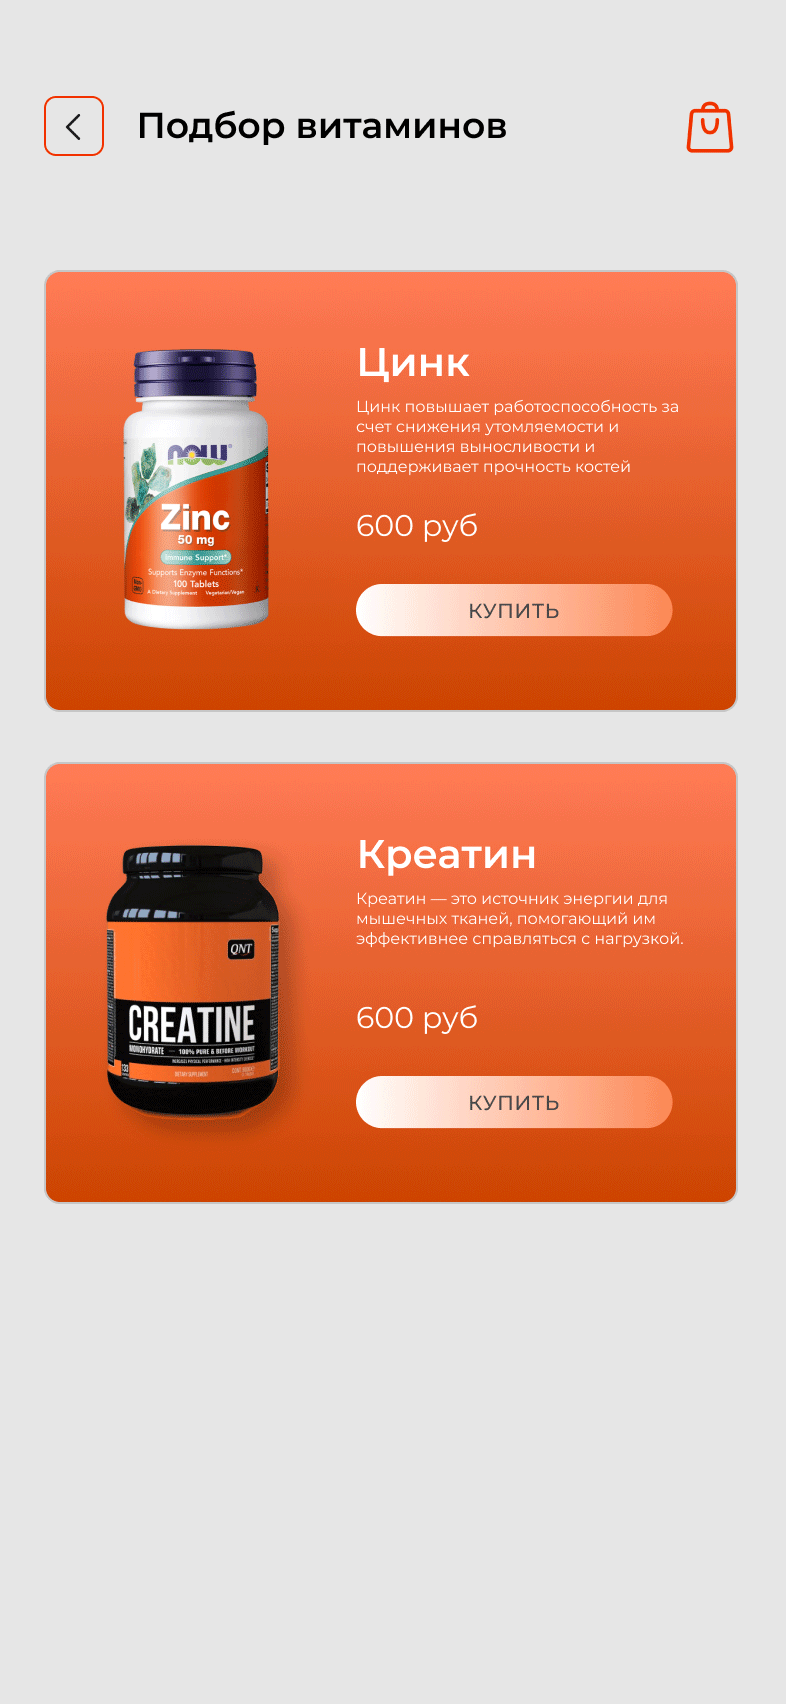 Подбор витаминов
Цинк
Цинк повышает работоспособность за
счет снижения утомляемости и
повышения выносливости и
поддерживает прочность костей
600 руб
КУПИТЬ
now
Zinc
50 mg
Immune Support*
Supports Enzyme Functions*
100 Tablets
A Dietary Supplement Vegetarian/Vegan
Креатин
Креатин — это источник энергии для
мышечных тканей, помогающий им
эффективнее справляться с нагрузкой.
600 руб
КУПИТЬ
QNT
CREATINE
MONOHYDRATE — 100% PURE & BEFORE WORKOUT
DIETARY SUPPLEMENT